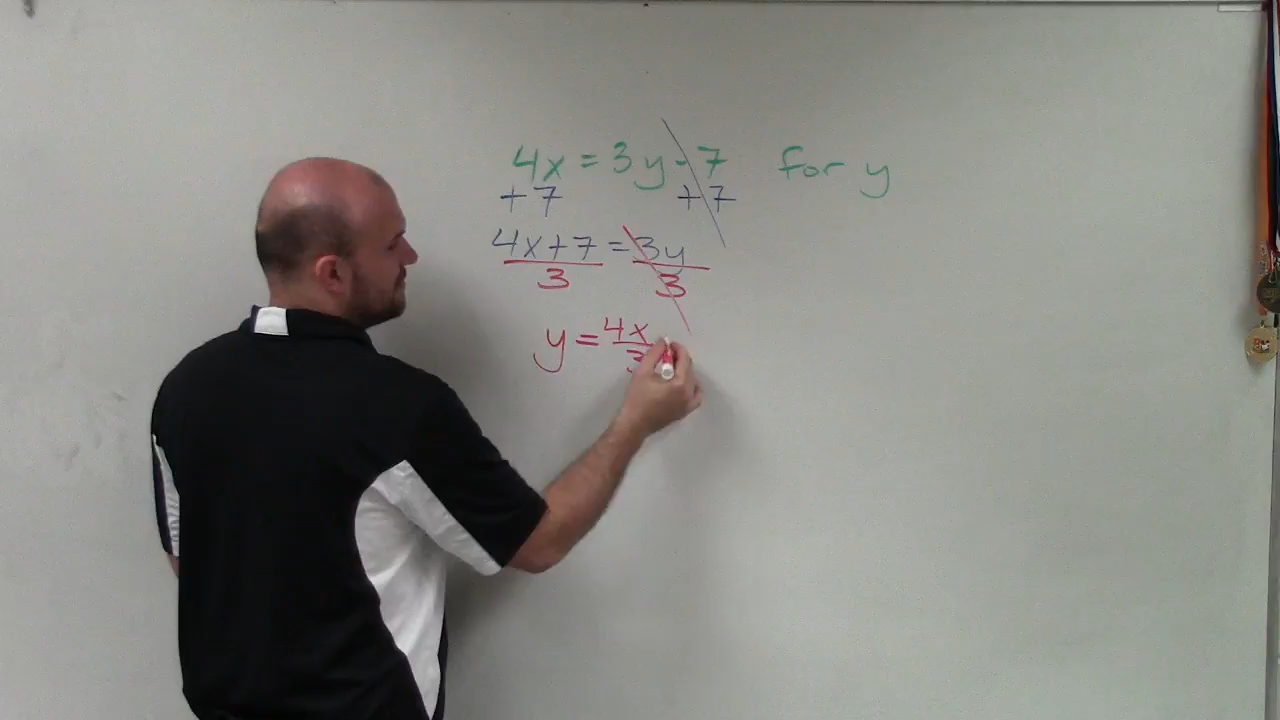 4x = 3y - 7 for y
+ 7 + 7
4x + 7 = 3y
3 3
y = 4x
3